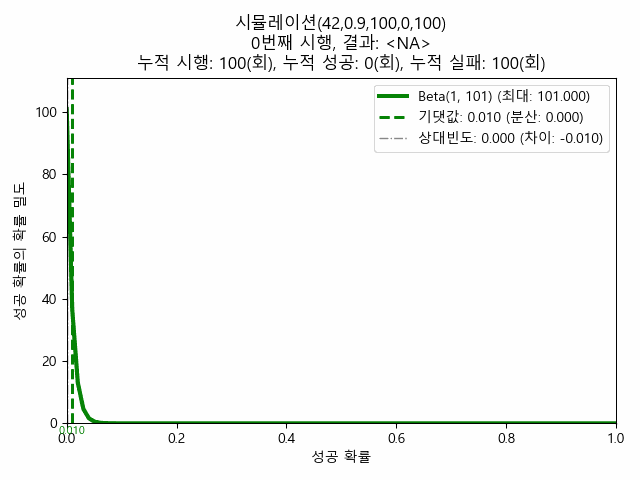 시뮬레이션(42,0.9,100,0,100)
0번째 시행, 결과: <NA>
누적 시행: 100(회), 누적 성공: 0(회), 누적 실패: 100(회)
Beta(1, 101) (최대: 101.000)
기댓값: 0.010 (분산: 0.000)
상대빈도: 0.000 (차이: -0.010)
성공 확률의 확률 밀도
100
80
60
40
20
0
0.010
0.0 0.2 0.4 0.6 0.8 1.0
성공 확률